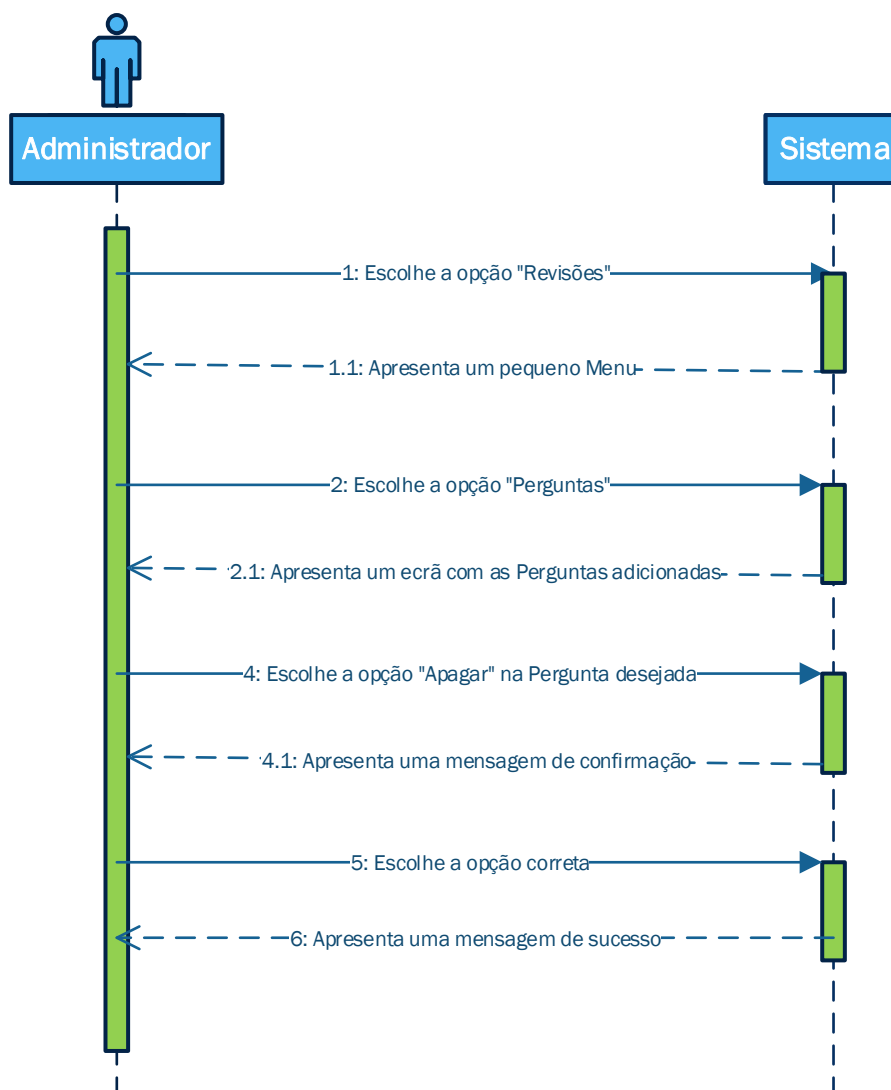 Administrador
Sistema
1: Escolhe a opção "Revisões"
1.1: Apresenta um pequeno Menu
2: Escolhe a opção "Perguntas"
2.1: Apresenta um ecrã com as Perguntas adicionadas
4: Escolhe a opção "Apagar" na Pergunta desejada
4.1: Apresenta uma mensagem de confirmação
5: Escolhe a opção correta
6: Apresenta uma mensagem de sucesso